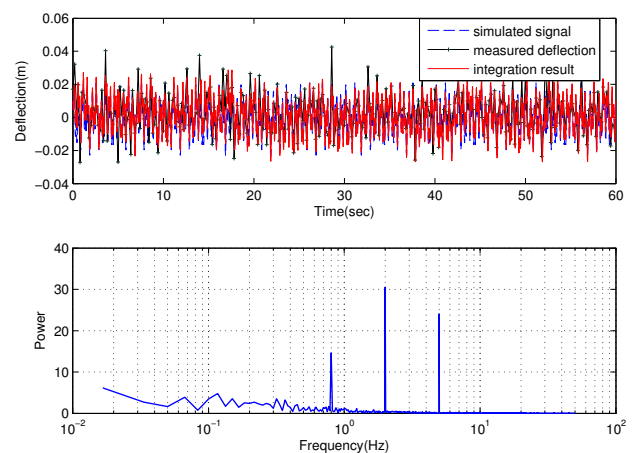 0.06
0.04
0.02
0
−0.02
−0.04
Deflection(m)
simulated signal
measured deflection
integration result
0 10 20 30 40 50 60
Time(sec)
40
30
20
10
0
Power
10^−2 10^−1 10^0 10^1 10^2
Frequency(Hz)